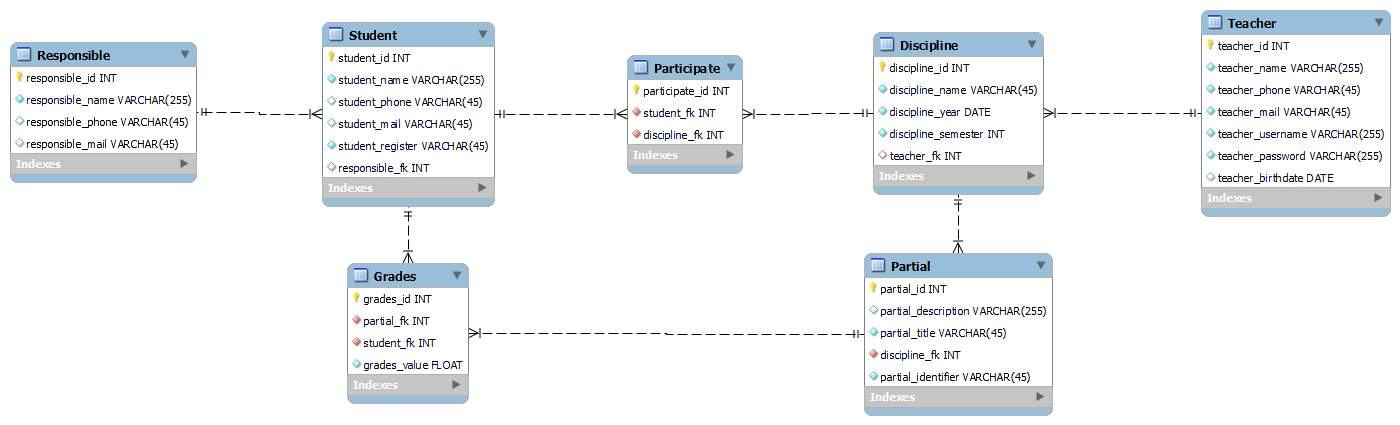 Responsible
responsible_id INT
responsible_name VARCHAR(255)
responsible_phone VARCHAR(45)
responsible_mail VARCHAR(45)
Indexes
Student
student_id INT
student_name VARCHAR(255)
student_phone VARCHAR(45)
student_mail VARCHAR(45)
student_register VARCHAR(45)
responsible_fk INT
Indexes
Participate
participate_id INT
student_fk INT
discipline_fk INT
Indexes
Discipline
discipline_id INT
discipline_name VARCHAR(45)
discipline_year DATE
discipline_semester INT
teacher_fk INT
Indexes
Teacher
teacher_id INT
teacher_name VARCHAR(255)
teacher_phone VARCHAR(45)
teacher_mail VARCHAR(45)
teacher_username VARCHAR(255)
teacher_password VARCHAR(255)
teacher_birthdate DATE
Indexes
Grades
grades_id INT
partial_fk INT
student_fk INT
grades_value FLOAT
Indexes
Partial
partial_id INT
partial_description VARCHAR(255)
partial_title VARCHAR(45)
discipline_fk INT
partial_identifier VARCHAR(45)
Indexes